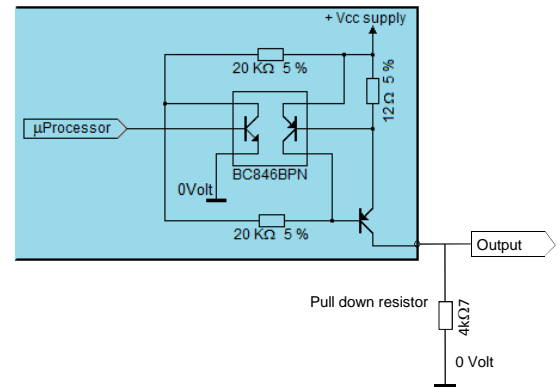 + Vcc supply
20 KΩ 5 %
12 Ω 5 %
µProcessor
BC846BPN
0Volt
20 KΩ 5 %
Output
Pull down resistor
4kΩ7
0 Volt